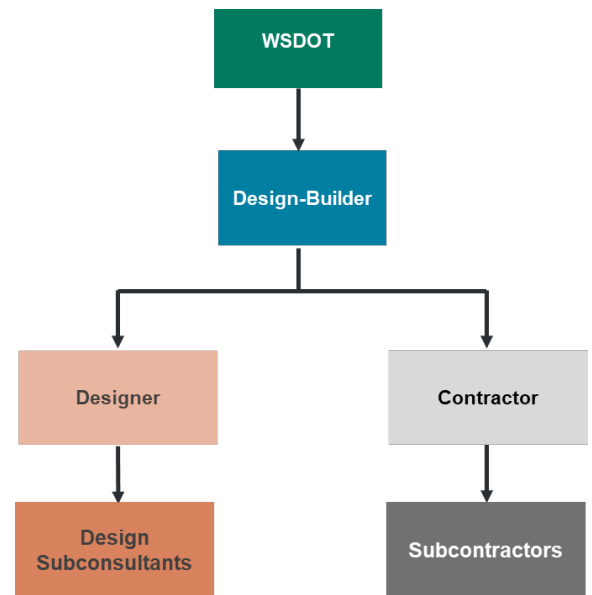 WSDOT
Design-Builder
Designer
Contractor
Design
Subconsultants
Subcontractors